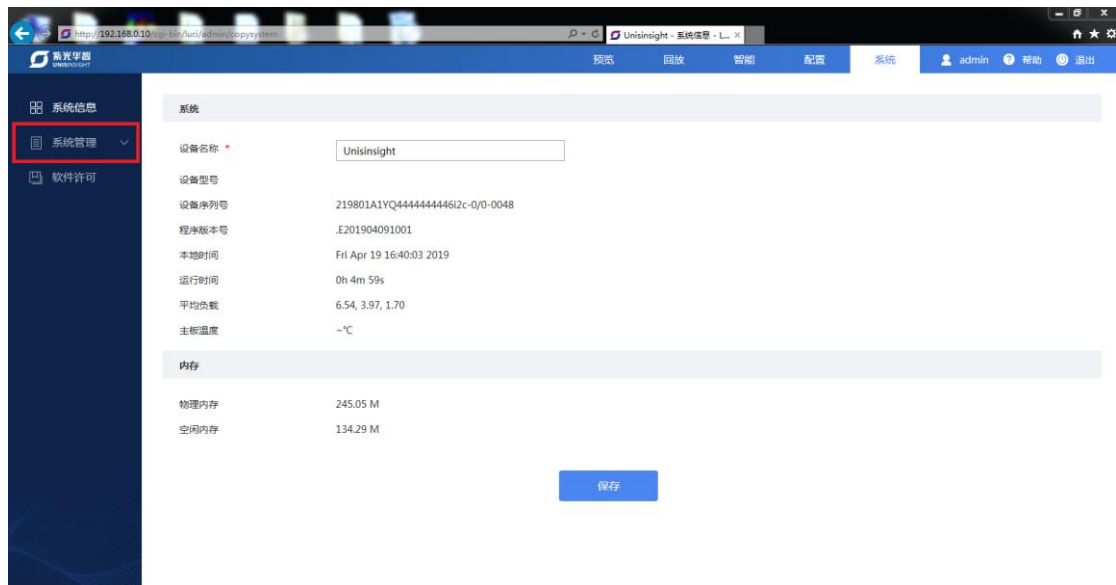 http://192.168.0.10/cgi-bin/luci/admin/copysystem
Unisinsight - 系统信息 - L...
紫光华智
UNISINSIGHT
预览 回放 智能 配置 系统 admin 帮助 退出
系统信息
系统管理
软件许可
系统
设备名称 * Unisinsight
设备型号
设备序列号 219801A1YQ4444444446i2c-0/0-0048
程序版本号 .E201904091001
本地时间 Fri Apr 19 16:40:03 2019
运行时间 0h 4m 59s
平均负载 6.54, 3.97, 1.70
主板温度 ~℃
内存
物理内存 245.05 M
空闲内存 134.29 M
保存